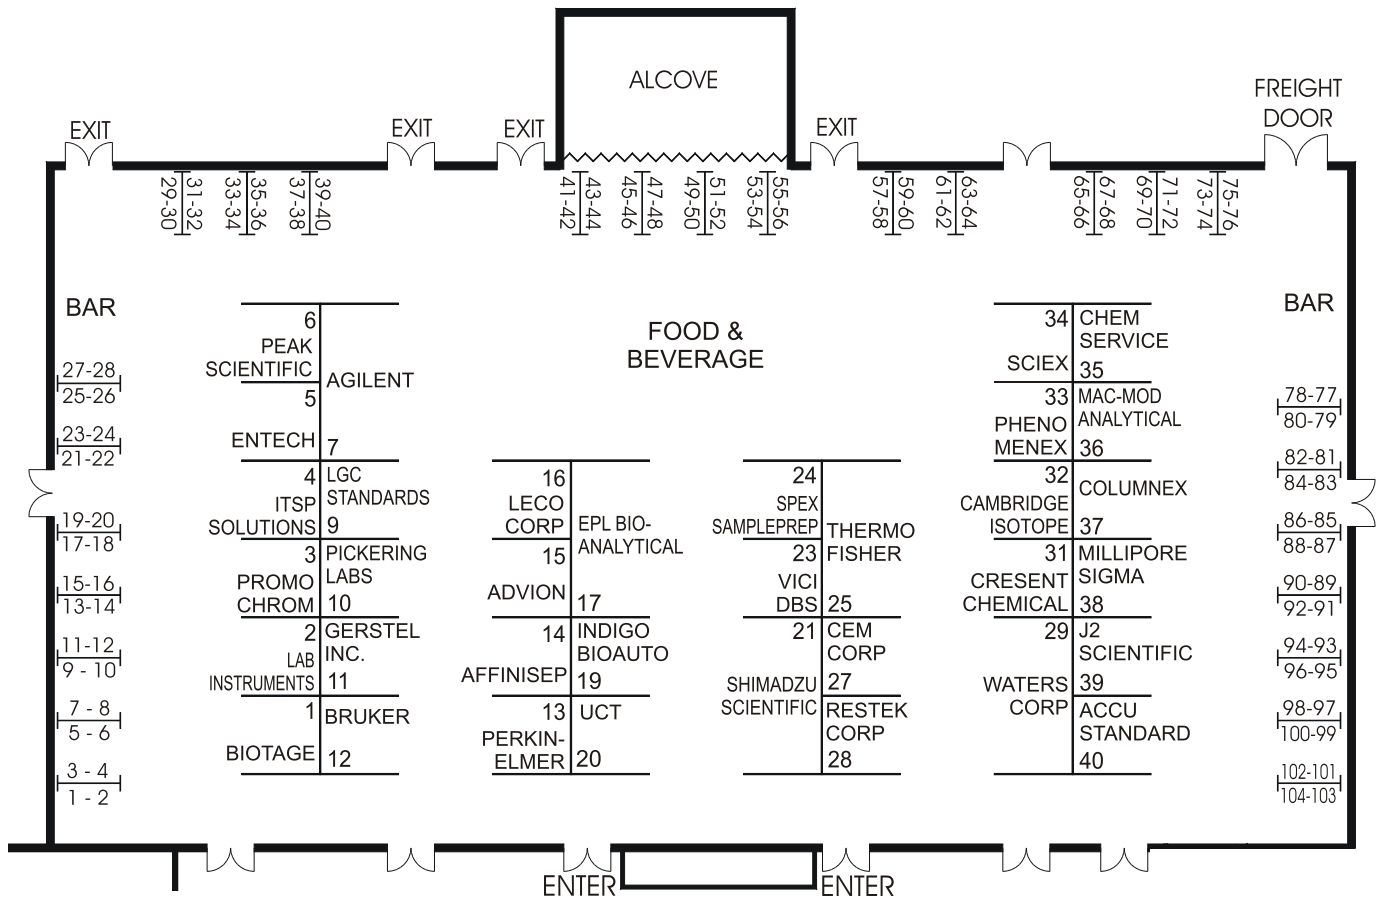 ALCOVE
FREIGHT
DOOR
EXIT
EXIT
EXIT
EXIT
29-30
31-32
33-34
35-36
37-38
39-40
41-42
43-44
45-46
47-48
49-50
51-52
53-54
55-56
57-58
59-60
61-62
63-64
65-66
67-68
69-70
71-72
73-74
75-76
BAR
27-28
25-26
23-24
21-22
19-20
17-18
15-16
13-14
11-12
9 - 10
7 - 8
5 - 6
3 - 4
1 - 2
6
PEAK
SCIENTIFIC
5
ENTECH
AGILENT
7
4
ITSP
SOLUTIONS
LGC
STANDARDS
9
3
PROMO
CHROM
PICKERING
LABS
10
2
LAB
INSTRUMENTS
GERSTEL
INC.
11
1
BIOTAGE
BRUKER
12
FOOD &
BEVERAGE
16
LECO
CORP
15
ADVION
EPL BIO-
ANALYTICAL
17
14
AFFINISEP
INDIGO
BIOAUTO
19
13
PERKIN-
ELMER
UCT
20
24
SPEX
SAMPLEPREP
23
VICI
DBS
THERMO
FISHER
25
21
SHIMADZU
SCIENTIFIC
CEM
CORP
27
RESTEK
CORP
28
34
SCIEX
CHEM
SERVICE
35
33
PHENO
MENEX
MAC-MOD
ANALYTICAL
36
32
CAMBRIDGE
ISOTOPE
COLUMNEX
37
31
CRESENT
CHEMICAL
MILLIPORE
SIGMA
38
29
WATERS
CORP
J2
SCIENTIFIC
39
ACCU
STANDARD
40
BAR
78-77
80-79
82-81
84-83
86-85
88-87
90-89
92-91
94-93
96-95
98-97
100-99
102-101
104-103
ENTER
ENTER